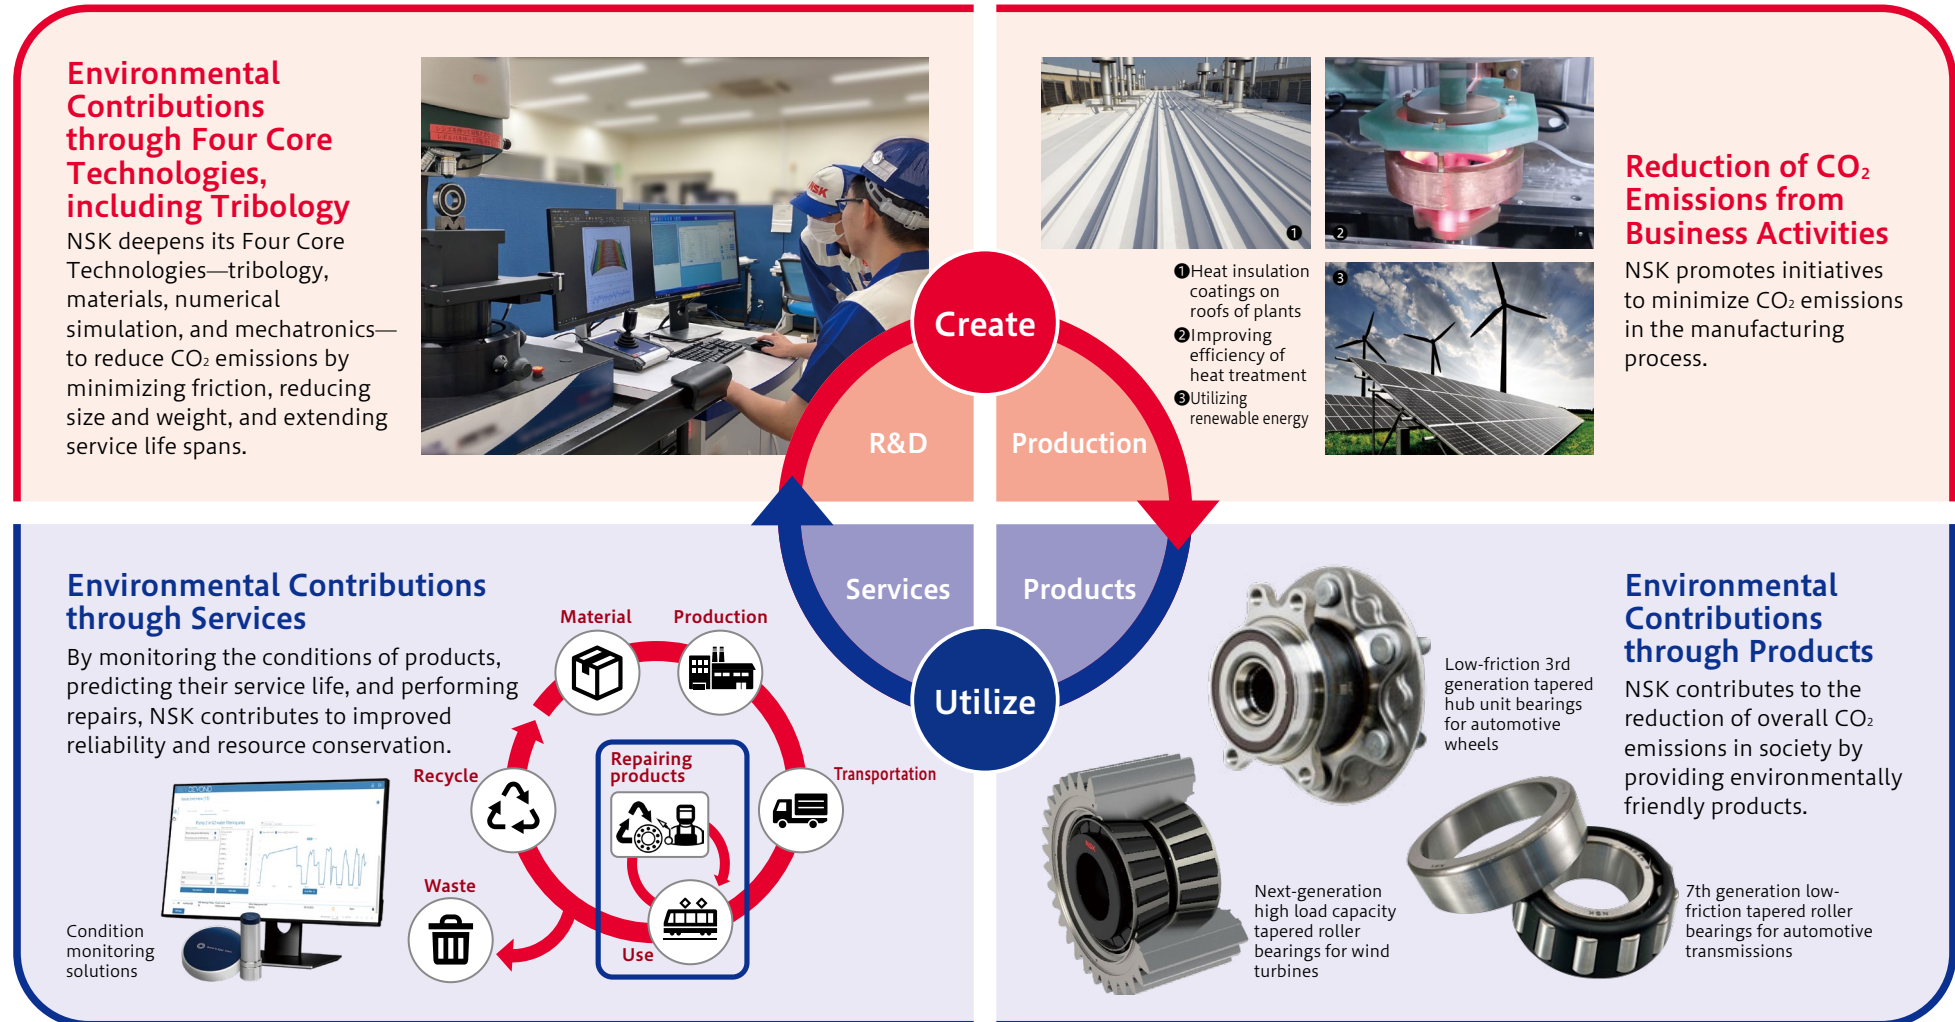 Environmental
Contributions
through Four Core
Technologies,
including Tribology
NSK deepens its Four Core
Technologies—tribology,
materials, numerical
simulation, and mechatronics—
to reduce CO₂ emissions by
minimizing friction, reducing
size and weight, and extending
service life spans.
NSK
Create
R&D
Production
❶
❷
❸
❶Heat insulation
coatings on
roofs of plants
❷Improving
efficiency of
heat treatment
❸Utilizing
renewable energy
Reduction of CO₂
Emissions from
Business Activities
NSK promotes initiatives
to minimize CO₂ emissions
in the manufacturing
process.
Services
Products
Utilize
Environmental Contributions
through Services
By monitoring the conditions of products,
predicting their service life, and performing
repairs, NSK contributes to improved
reliability and resource conservation.
Material
Production
Transportation
Recycle
Repairing
products
Waste
Use
Condition
monitoring
solutions
Low-friction 3rd
generation tapered
hub unit bearings
for automotive
wheels
Environmental
Contributions
through Products
NSK contributes to the
reduction of overall CO₂
emissions in society by
providing environmentally
friendly products.
NSK
Next-generation
high load capacity
tapered roller
bearings for wind
turbines
NSK
7th generation low-
friction tapered roller
bearings for automotive
transmissions